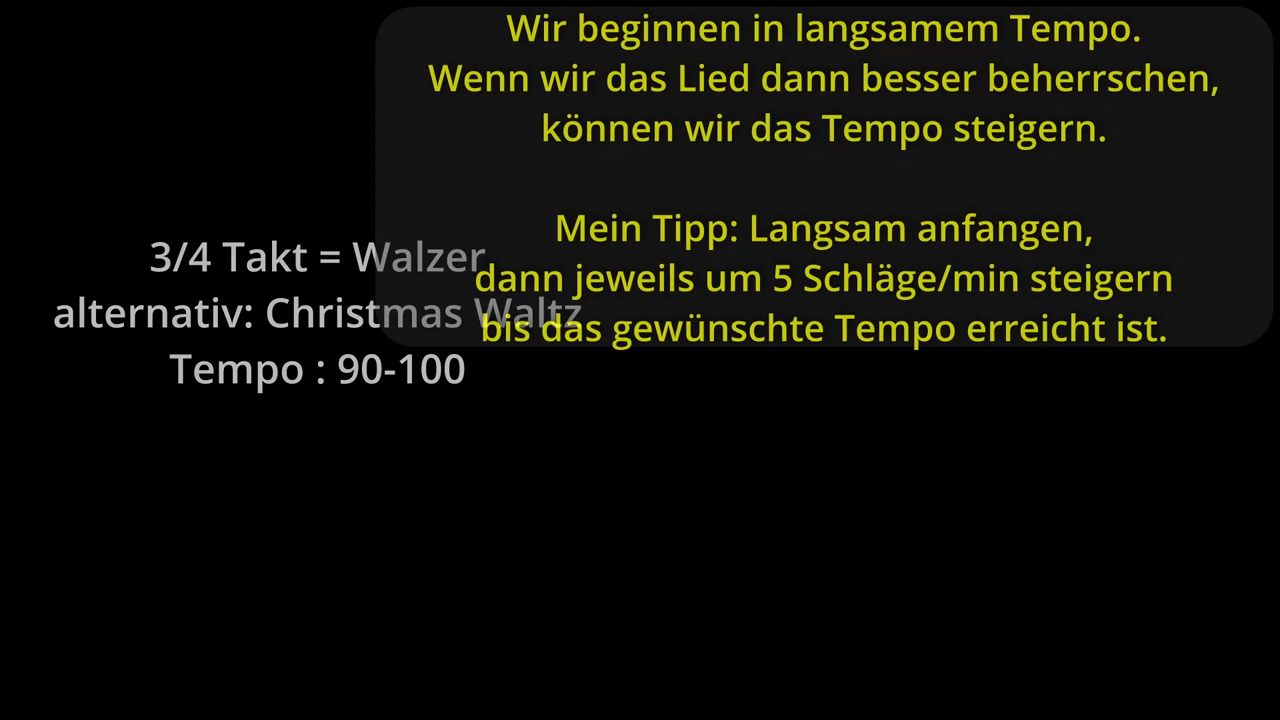 Wir beginnen in langsamem Tempo.
Wenn wir das Lied dann besser beherrschen,
können wir das Tempo steigern.
Mein Tipp: Langsam anfangen,
dann jeweils um 5 Schläge/min steigern
bis das gewünschte Tempo erreicht ist.
3/4 Takt = Walzer
alternativ: Christmas Waltz
Tempo : 90-100